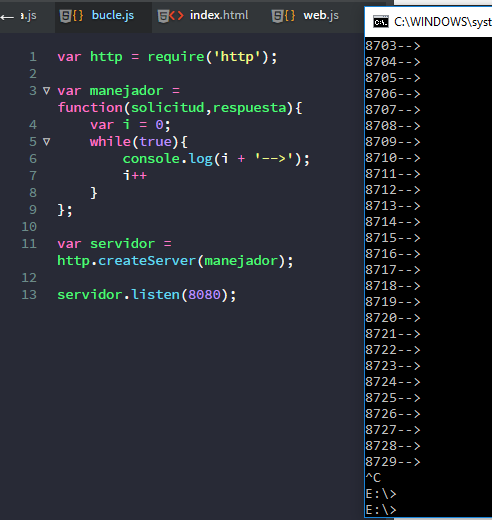 a.js
bucle.js
index.html
web.js
C:\WINDOWS\syst
1 var http = require('http');
2
3 var manejador =
function(solicitud,respuesta){
4 var i = 0;
5 while(true){
6 console.log(i + '-->');
7 i++
8 }
9 };
10
11 var servidor =
http.createServer(manejador);
12
13 servidor.listen(8080);
8703-->
8704-->
8705-->
8706-->
8707-->
8708-->
8709-->
8710-->
8711-->
8712-->
8713-->
8714-->
8715-->
8716-->
8717-->
8718-->
8719-->
8720-->
8721-->
8722-->
8723-->
8724-->
8725-->
8726-->
8727-->
8728-->
8729-->
^C
E:\>
E:\>